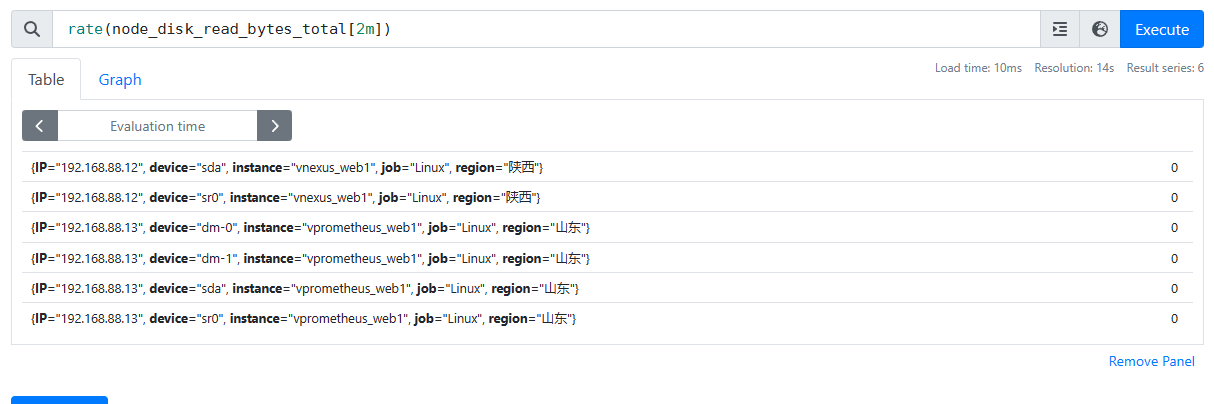 rate(node_disk_read_bytes_total[2m])
Execute
Table
Graph
Load time: 10ms Resolution: 14s Result series: 6
Evaluation time
{IP="192.168.88.12", device="sda", instance="vnexus_web1", job="Linux", region="陕西"} 0
{IP="192.168.88.12", device="sr0", instance="vnexus_web1", job="Linux", region="陕西"} 0
{IP="192.168.88.13", device="dm-0", instance="vprometheus_web1", job="Linux", region="山东"} 0
{IP="192.168.88.13", device="dm-1", instance="vprometheus_web1", job="Linux", region="山东"} 0
{IP="192.168.88.13", device="sda", instance="vprometheus_web1", job="Linux", region="山东"} 0
{IP="192.168.88.13", device="sr0", instance="vprometheus_web1", job="Linux", region="山东"} 0
Remove Panel